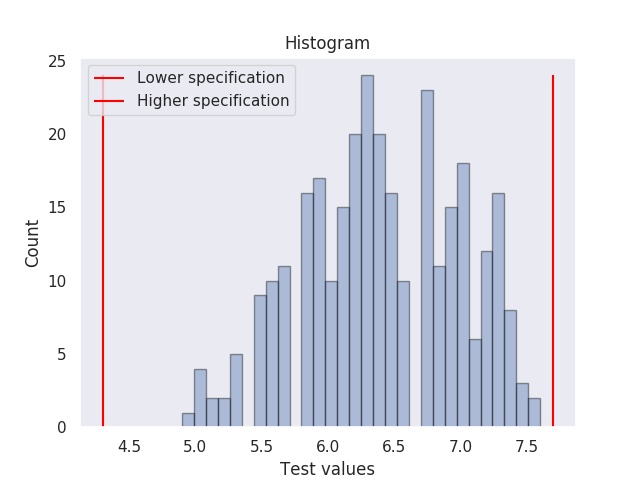 Histogram
25
Lower specification
Higher specification
20
15
10
5
0
Count
4.5 5.0 5.5 6.0 6.5 7.0 7.5
Test values